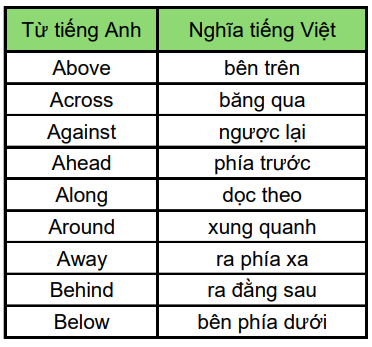 Từ tiếng Anh Nghĩa tiếng Việt
Above bên trên
Across băng qua
Against ngược lại
Ahead phía trước
Along dọc theo
Around xung quanh
Away ra phía xa
Behind ra đằng sau
Below bên phía dưới